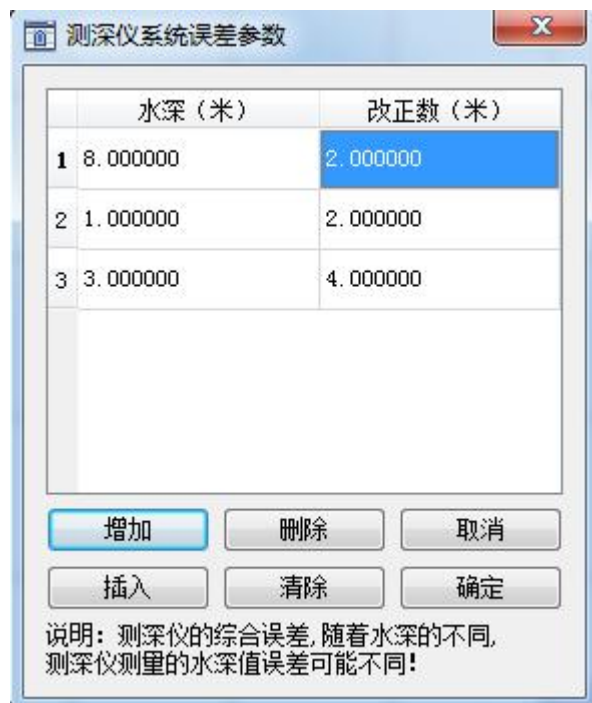 测深仪系统误差参数
水深（米） 改正数（米）
1 8.000000 2.000000
2 1.000000 2.000000
3 3.000000 4.000000
增加 删除 取消
插入 清除 确定
说明：测深仪的综合误差,随着水深的不同,
测深仪测量的水深值误差可能不同!